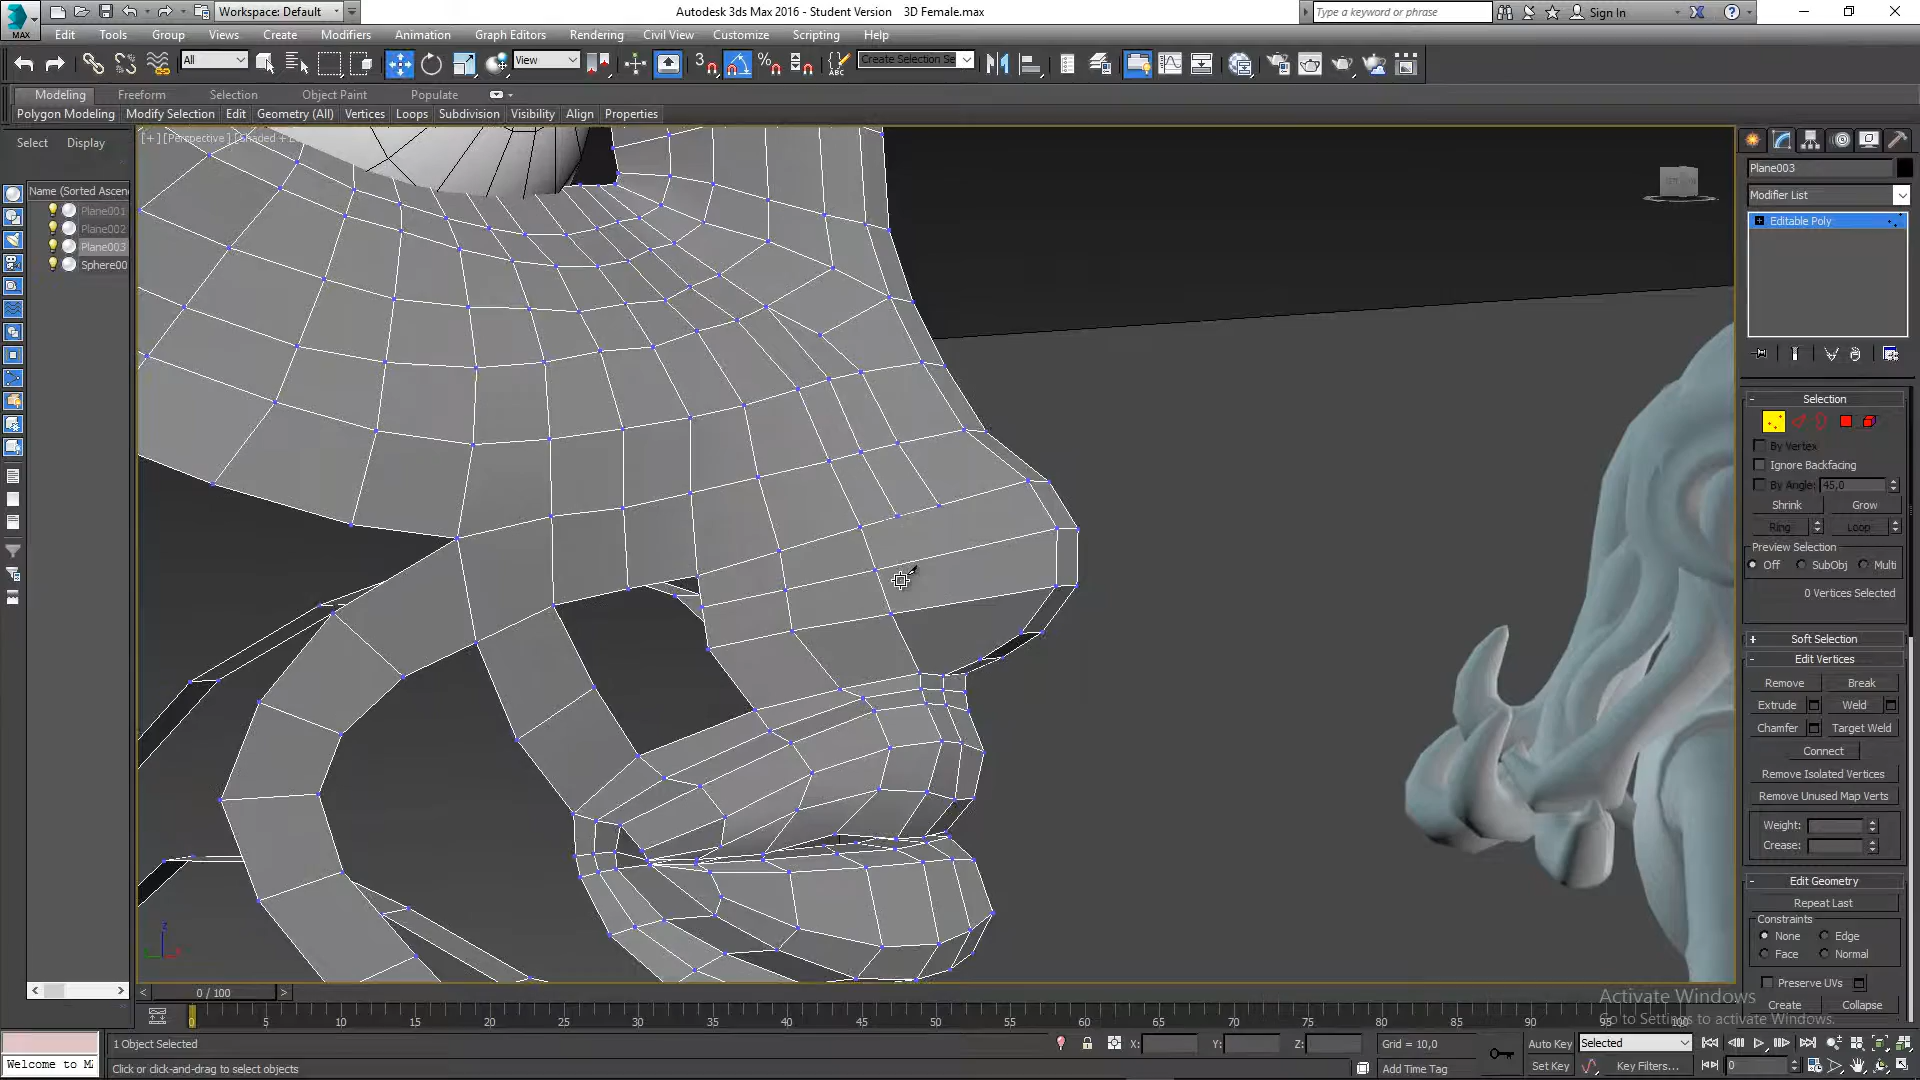 MAX
Workspace: Default
Autodesk 3ds Max 2016 - Student Version    3D Female.max
Type a keyword or phrase
Sign In
Edit Tools Group Views Create Modifiers Animation Graph Editors Rendering Civil View Customize Scripting Help
All
View
Create Selection Se
Modeling Freeform Selection Object Paint Populate
Polygon Modeling Modify Selection Edit Geometry (All) Vertices Loops Subdivision Visibility Align Properties
Select Display
Name (Sorted Ascen
Plane001
Plane002
Plane003
Sphere00
[+][Perspective][Shaded +
Plane003
Modifier List
Editable Poly
Selection
By Vertex
Ignore Backfacing
By Angle: 45,0
Shrink Grow
Ring Loop
Preview Selection
Off SubObj Multi
0 Vertices Selected
Soft Selection
Edit Vertices
Remove Break
Extrude Weld
Chamfer Target Weld
Connect
Remove Isolated Vertices
Remove Unused Map Verts
Weight:
Crease:
Edit Geometry
Repeat Last
Constraints
None Edge
Face Normal
Preserve UVs
Create Collapse
Activate Windows
Go to Settings to activate Windows.
0 / 100
0 5 10 15 20 25 30 35 40 45 50 55 60 65 70 75 80 85 90 95 100
1 Object Selected
X: Y: Z:
Grid = 10,0
Auto Key Selected
Welcome to M
Click or click-and-drag to select objects
Add Time Tag
Set Key Key Filters...
0